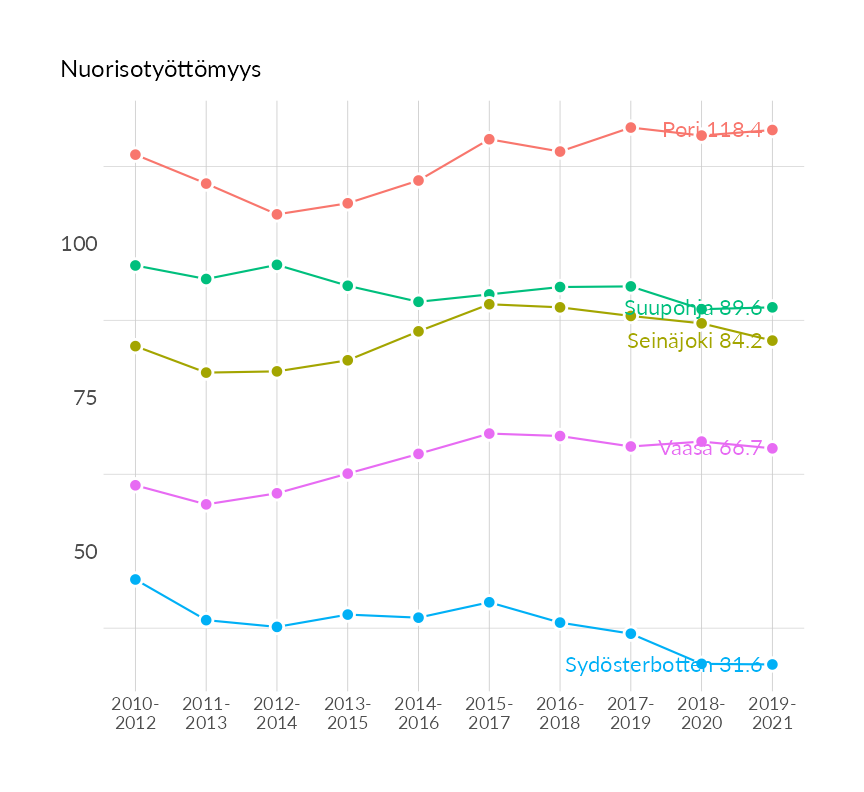 Nuorisotyöttömyys
Pori 118.4
100
Suupohja 89.6
Seinäjoki 84.2
75
Vaasa 66.7
50
Sydösterbotten 31.6
2010- 2011- 2012- 2013- 2014- 2015- 2016- 2017- 2018- 2019-
2012 2013 2014 2015 2016 2017 2018 2019 2020 2021